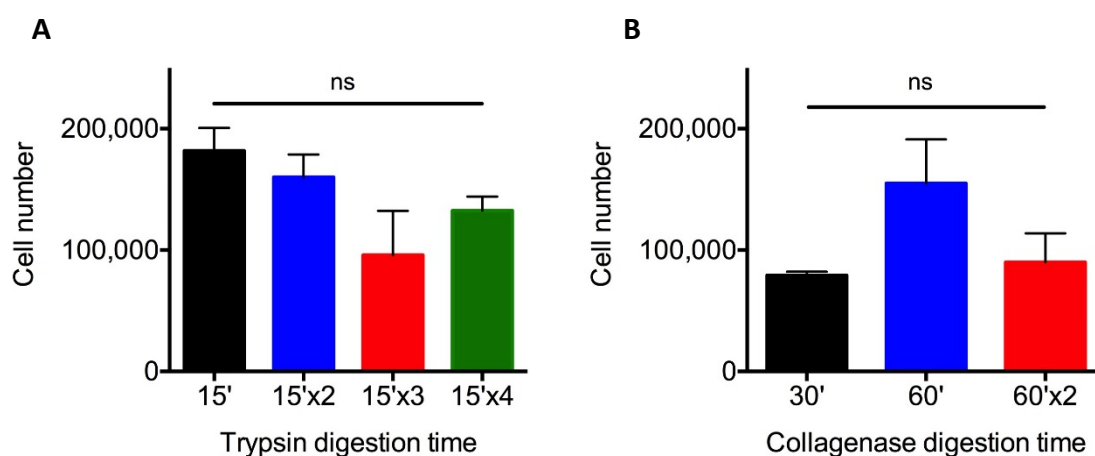 A
ns
200,000
100,000
0
Cell number
15'
15'x2
15'x3
15'x4
Trypsin digestion time
B
ns
200,000
100,000
0
Cell number
30'
60'
60'x2
Collagenase digestion time